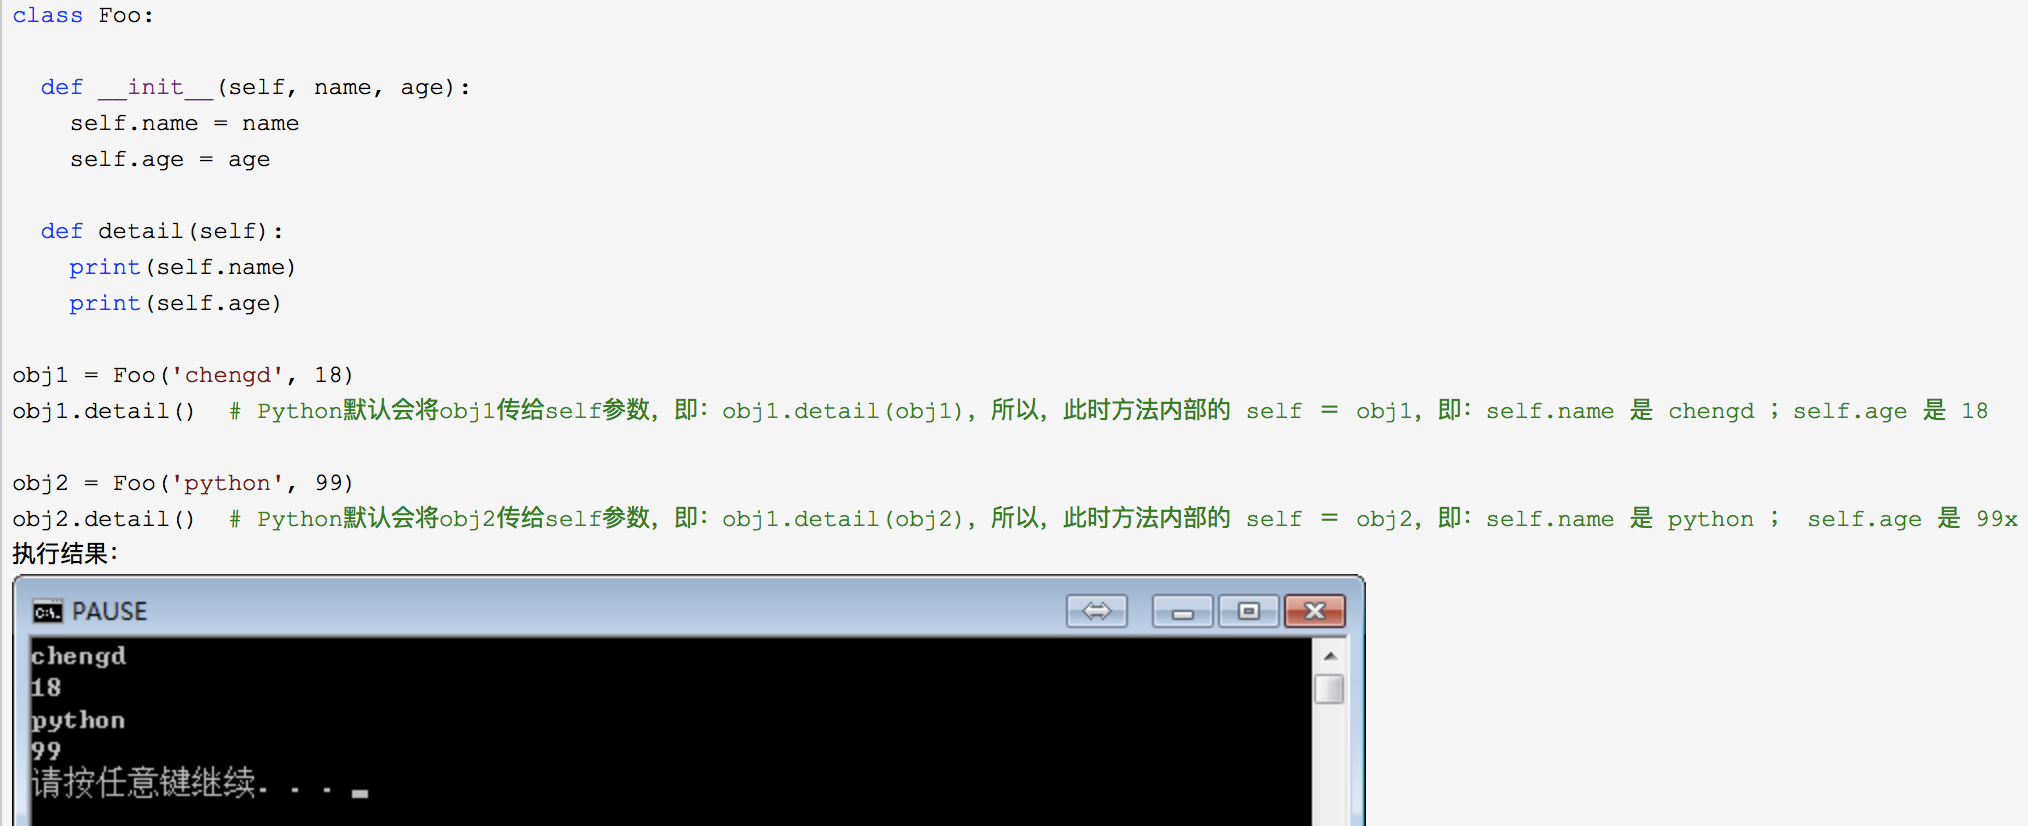 class Foo:
def __init__(self, name, age):
self.name = name
self.age = age
def detail(self):
print(self.name)
print(self.age)
obj1 = Foo('chengd', 18)
obj1.detail()  # Python默认会将obj1传给self参数，即：obj1.detail(obj1)，所以，此时方法内部的 self ＝ obj1，即：self.name 是 chengd ；self.age 是 18
obj2 = Foo('python', 99)
obj2.detail()  # Python默认会将obj2传给self参数，即：obj1.detail(obj2)，所以，此时方法内部的 self ＝ obj2，即：self.name 是 python ； self.age 是 99x
执行结果：
C:\. PAUSE
chengd
18
python
99
请按任意键继续. . .